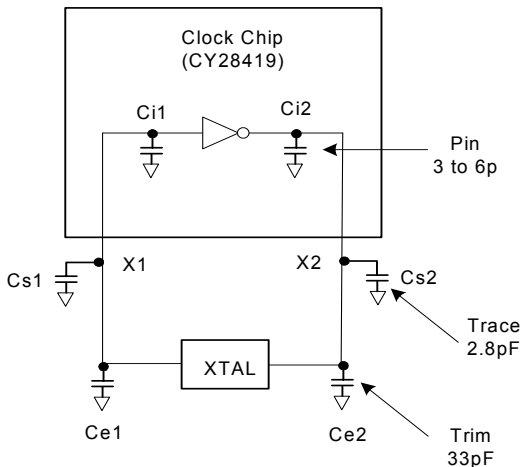 Clock Chip
(CY28419)
Ci1
Ci2
Pin
3 to 6p
X1
X2
Cs1
Cs2
Trace
2.8pF
XTAL
Ce1
Ce2
Trim
33pF